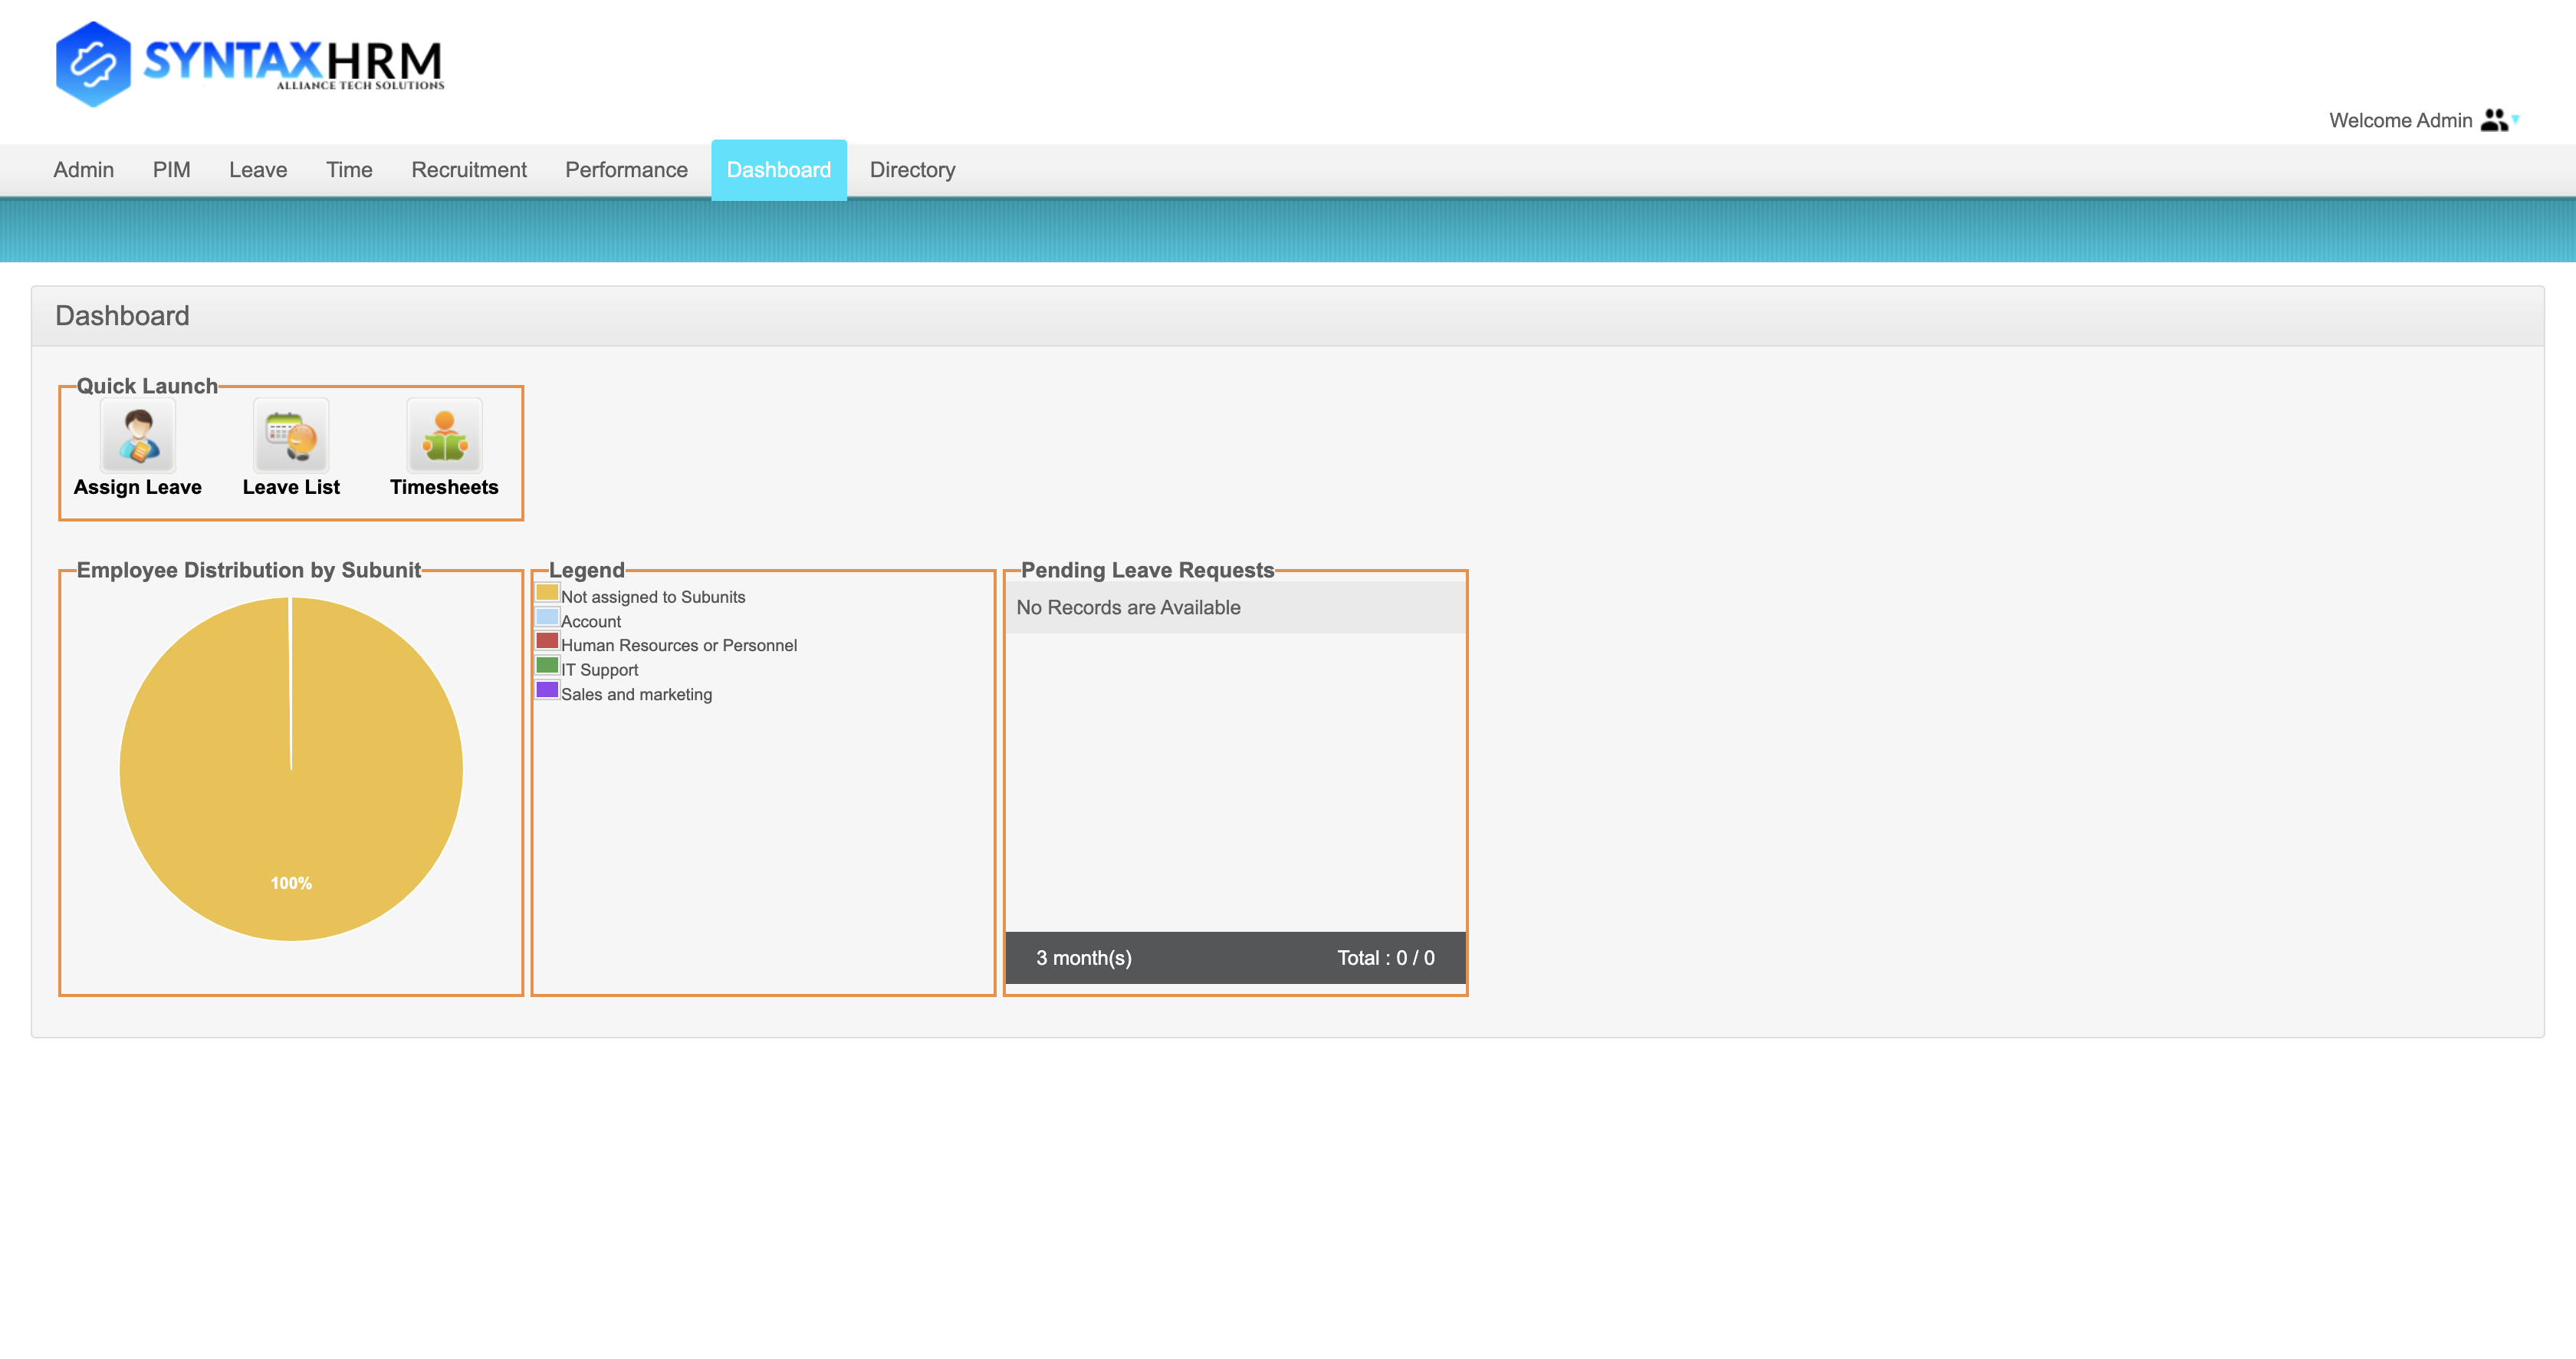 SYNTAXHRM
ALLIANCE TECH SOLUTIONS
Welcome Admin
Admin PIM Leave Time Recruitment Performance Dashboard Directory
Dashboard
Quick Launch
Assign Leave Leave List Timesheets
Employee Distribution by Subunit
100%
Legend
Not assigned to Subunits
Account
Human Resources or Personnel
IT Support
Sales and marketing
Pending Leave Requests
No Records are Available
3 month(s) Total : 0 / 0